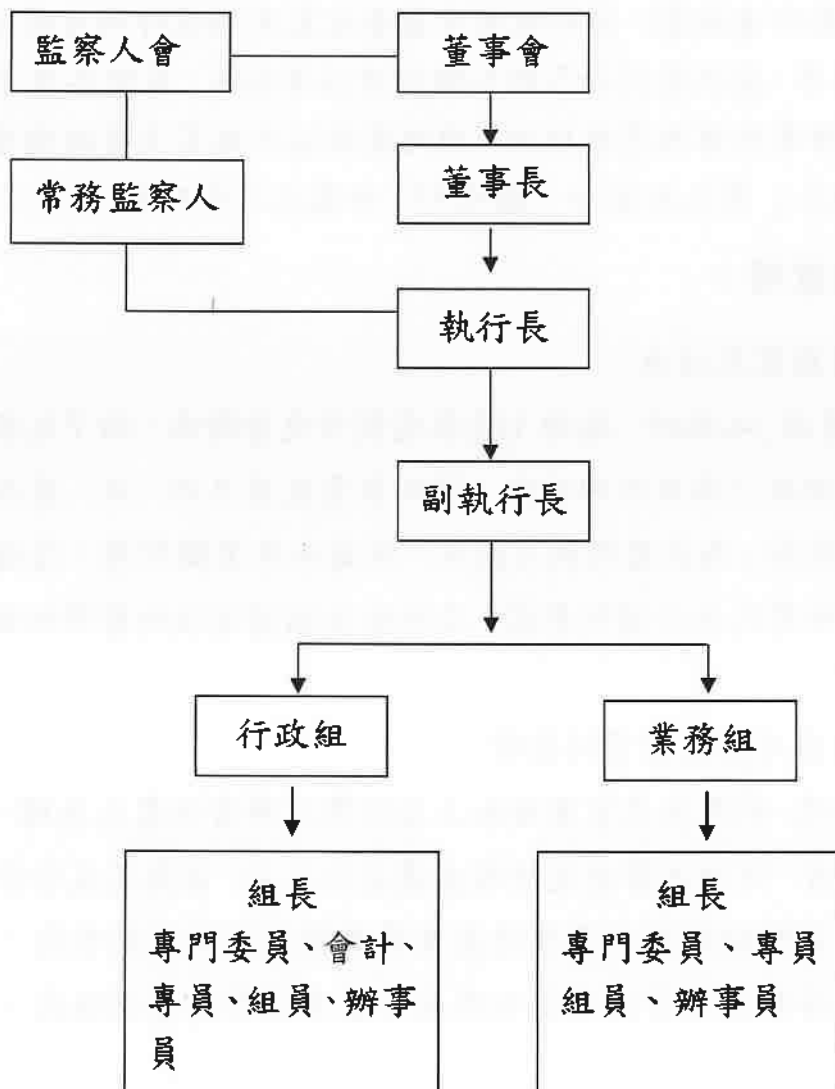 監察人會
董事會
常務監察人
董事長
執行長
副執行長
行政組
業務組
組長
專門委員、會計、
專員、組員、辦事
員
組長
專門委員、專員
組員、辦事員